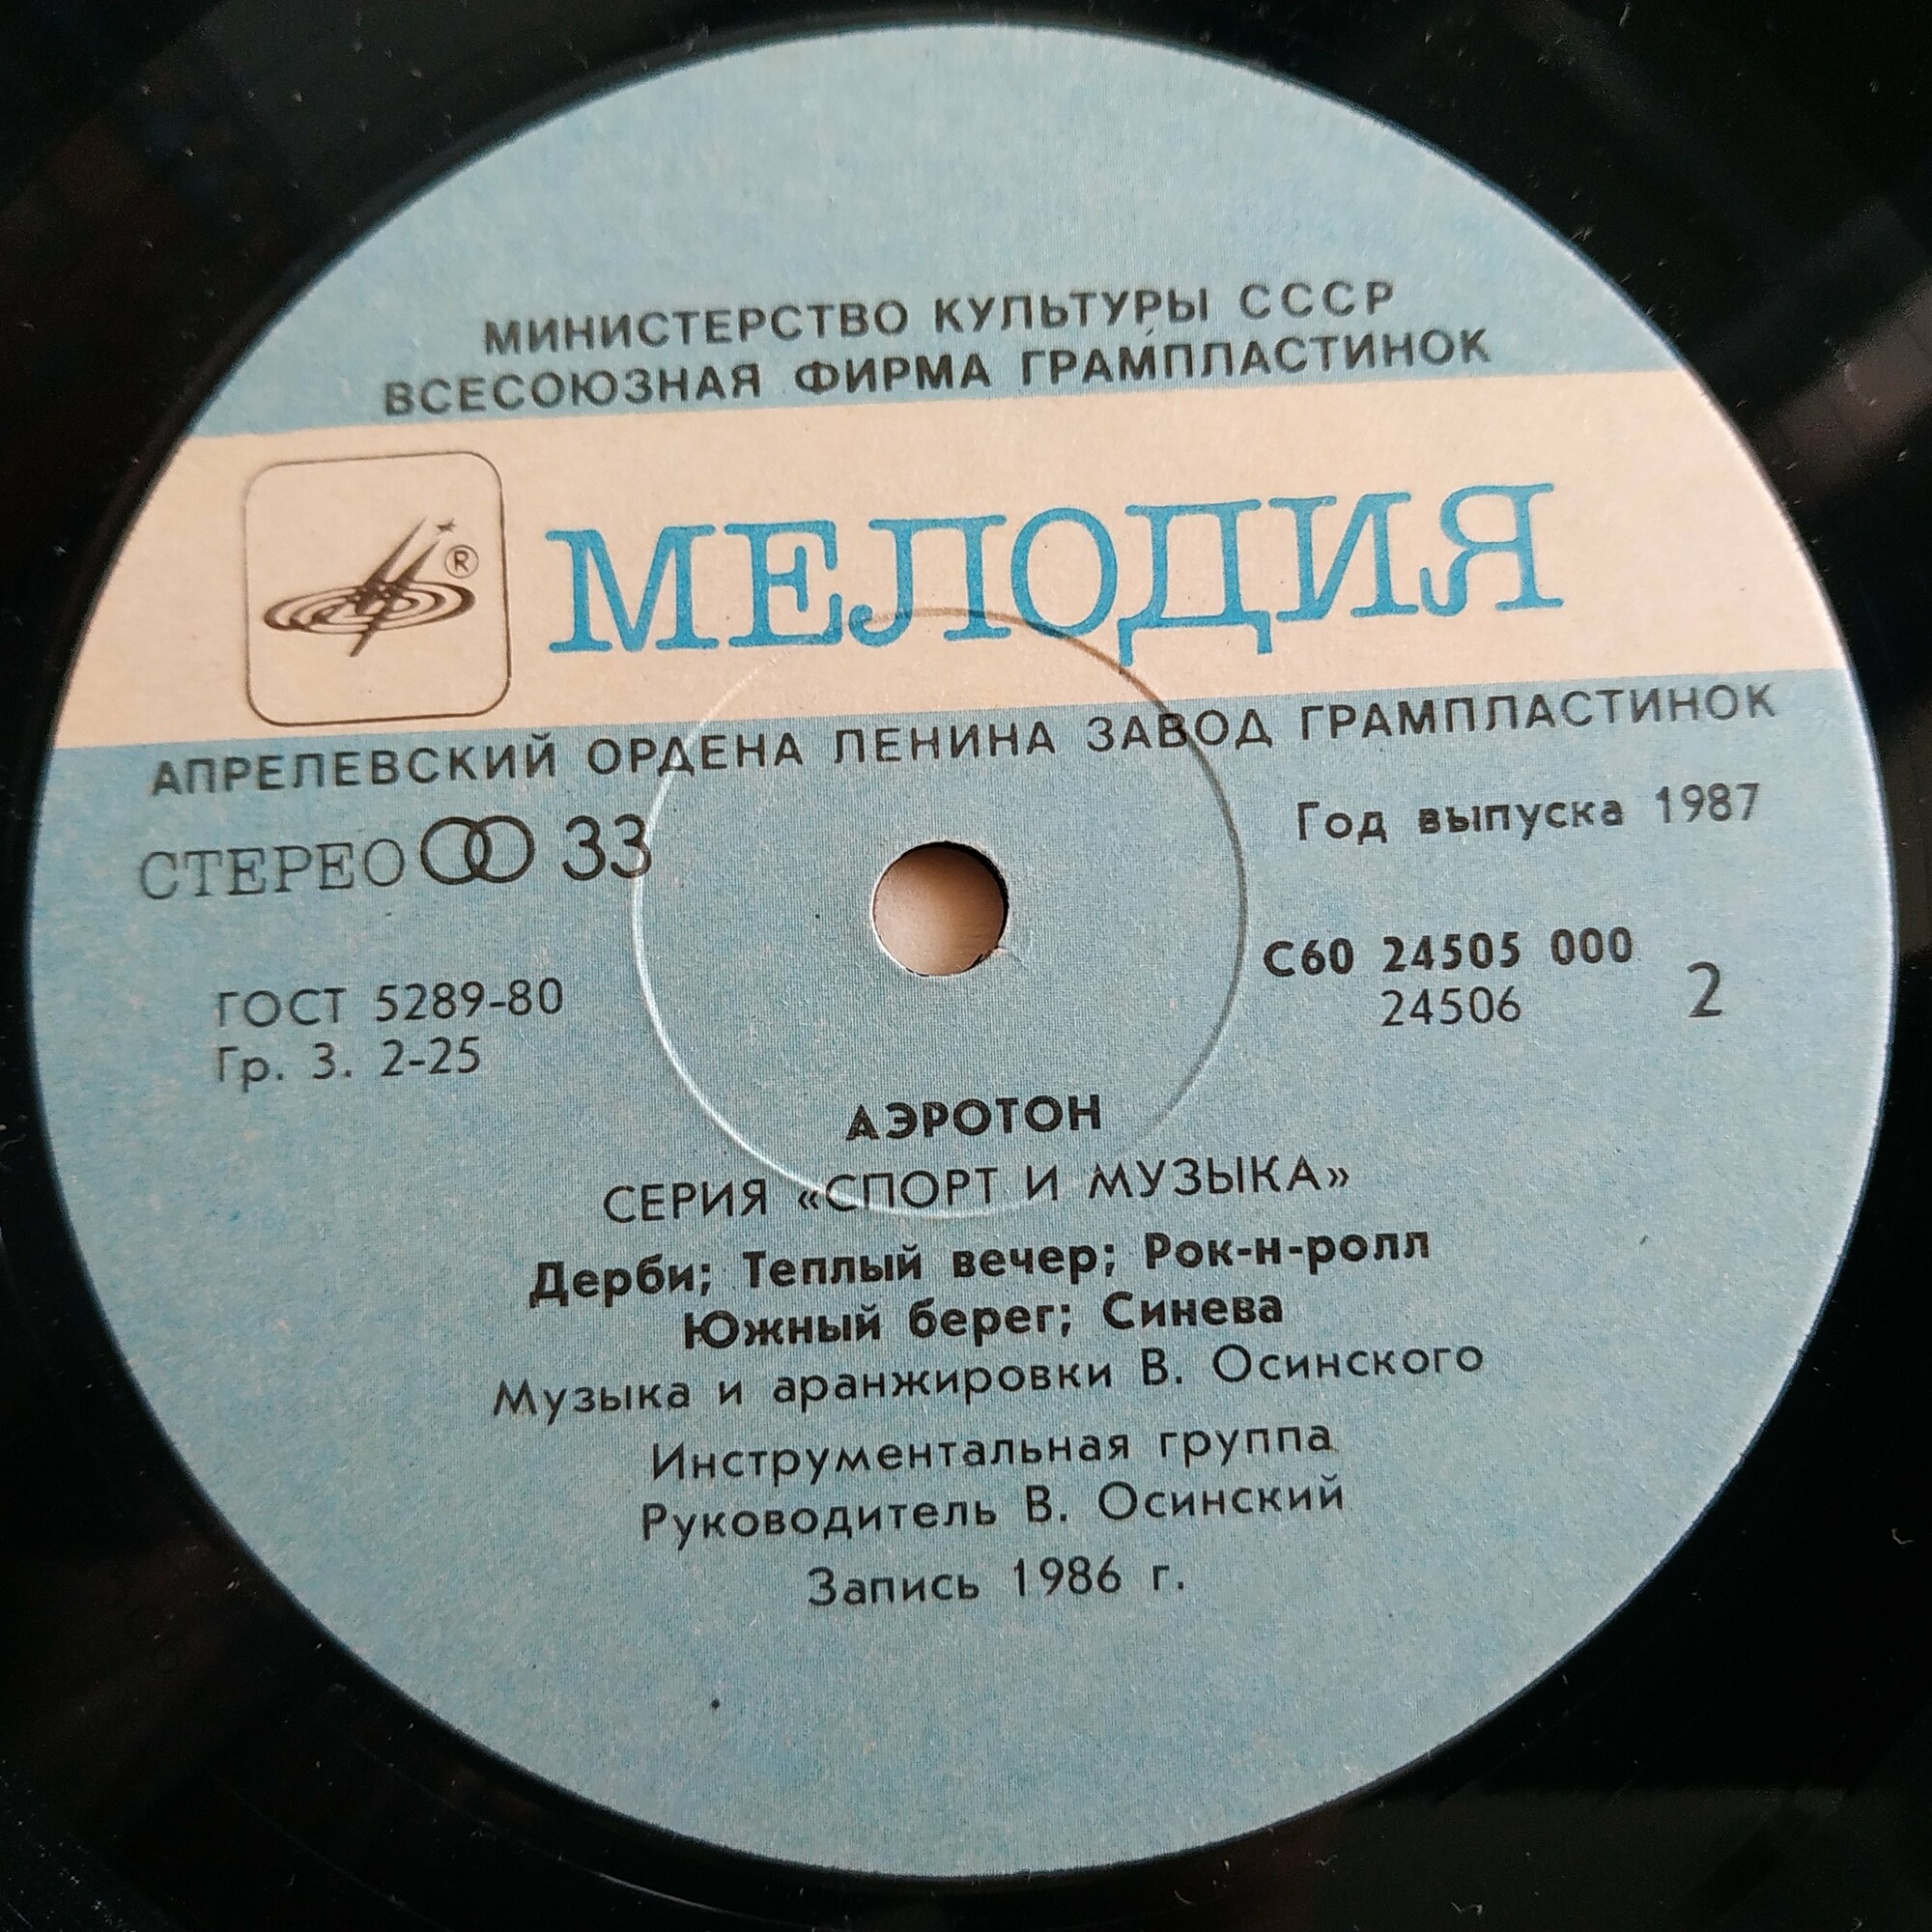 МИНИСТЕРСТВО КУЛЬТУРЫ СССР
ВСЕСОЮЗНАЯ ФИРМА ГРАМПЛАСТИНОК
®
МЕЛОДИЯ
АПРЕЛЕВСКИЙ ОРДЕНА ЛЕНИНА ЗАВОД ГРАМПЛАСТИНОК
СТЕРЕО 33
Год выпуска 1987
ГОСТ 5289-80
Гр. 3. 2-25
С60 24505 000
24506
2
АЭРОТОН
СЕРИЯ «СПОРТ И МУЗЫКА»
Дерби; Теплый вечер; Рок-н-ролл
Южный берег; Синева
Музыка и аранжировки В. Осинского
Инструментальная группа
Руководитель В. Осинский
Запись 1986 г.